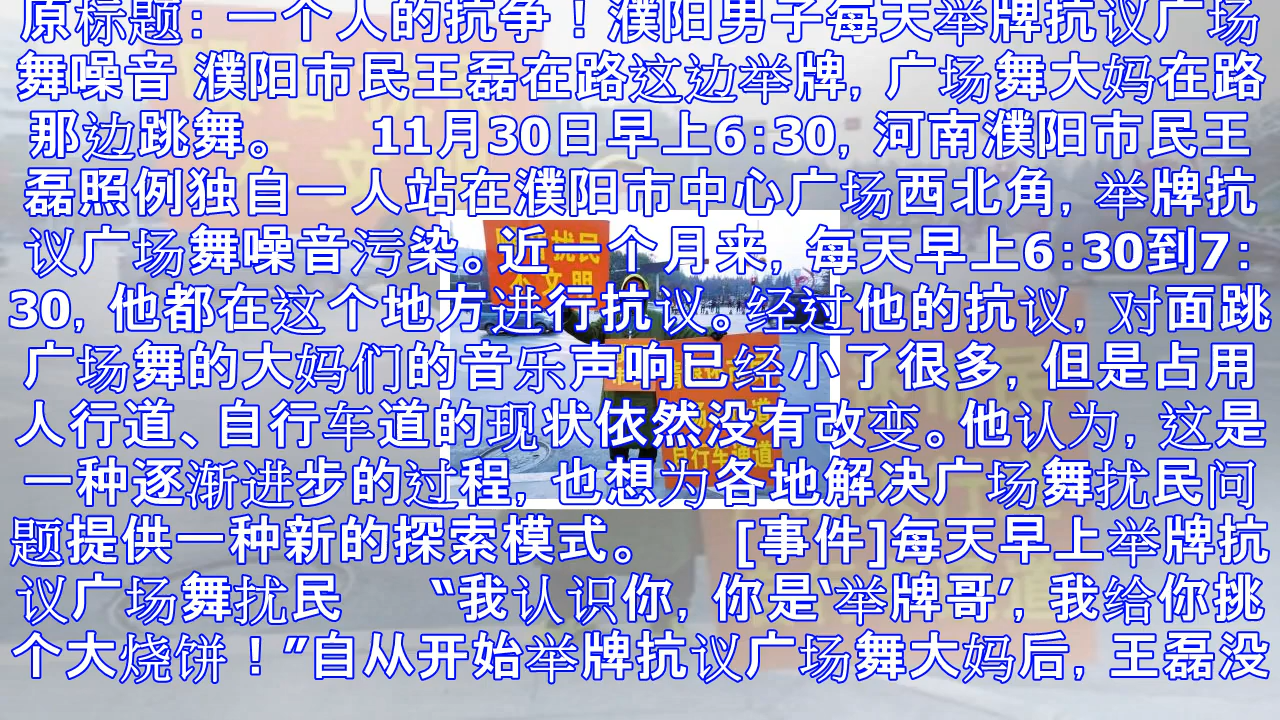 原标题：一个人的抗争！濮阳男子每天举牌抗议广场
舞噪音 濮阳市民王磊在路这边举牌，广场舞大妈在路
那边跳舞。 11月30日早上6:30，河南濮阳市民王
磊照例独自一人站在濮阳市中心广场西北角，举牌抗
议广场舞噪音污染。近一个月来，每天早上6:30到7:
30，他都在这个地方进行抗议。经过他的抗议，对面跳
广场舞的大妈们的音乐声响已经小了很多，但是占用
人行道、自行车道的现状依然没有改变。他认为，这是
一种逐渐进步的过程，也想为各地解决广场舞扰民问
题提供一种新的探索模式。 [事件]每天早上举牌抗
议广场舞扰民 “我认识你，你是‘举牌哥’，我给你挑
个大烧饼！”自从开始举牌抗议广场舞大妈后，王磊没
扰民
不文明
自行车通道